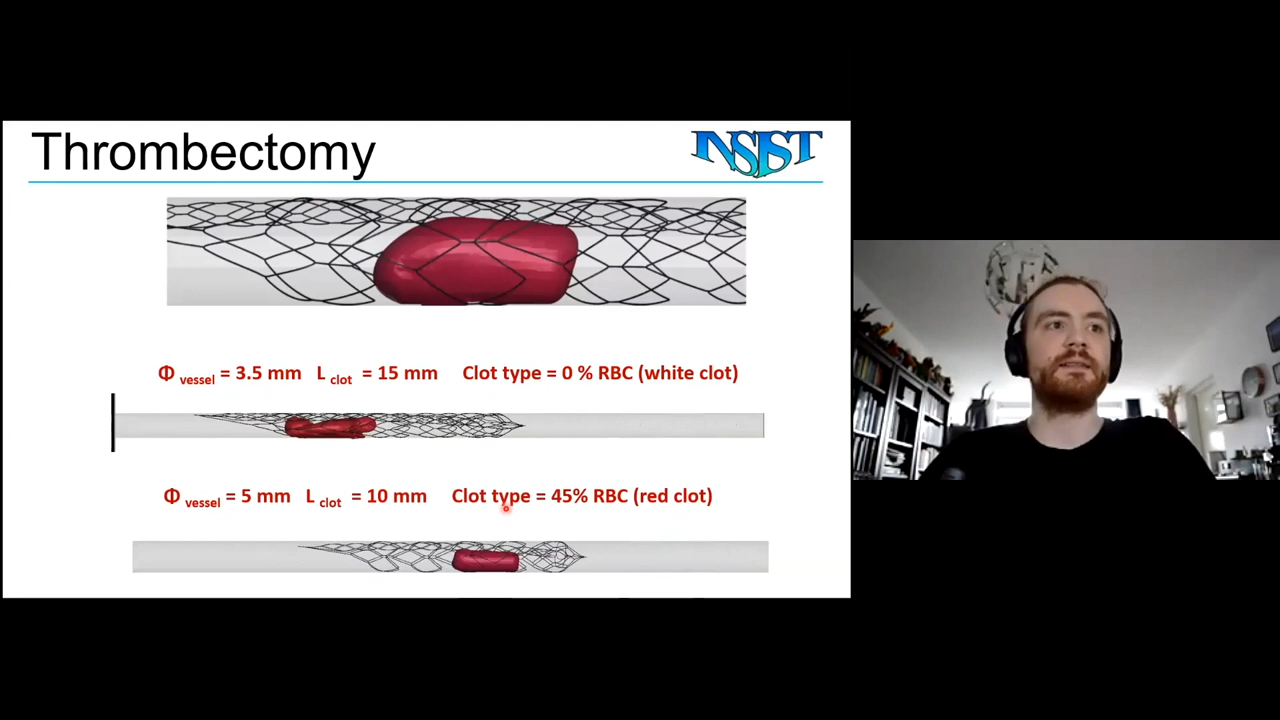 Thrombectomy
INSIST
Φ vessel = 3.5 mm L clot = 15 mm Clot type = 0 % RBC (white clot)
Φ vessel = 5 mm L clot = 10 mm Clot type = 45% RBC (red clot)